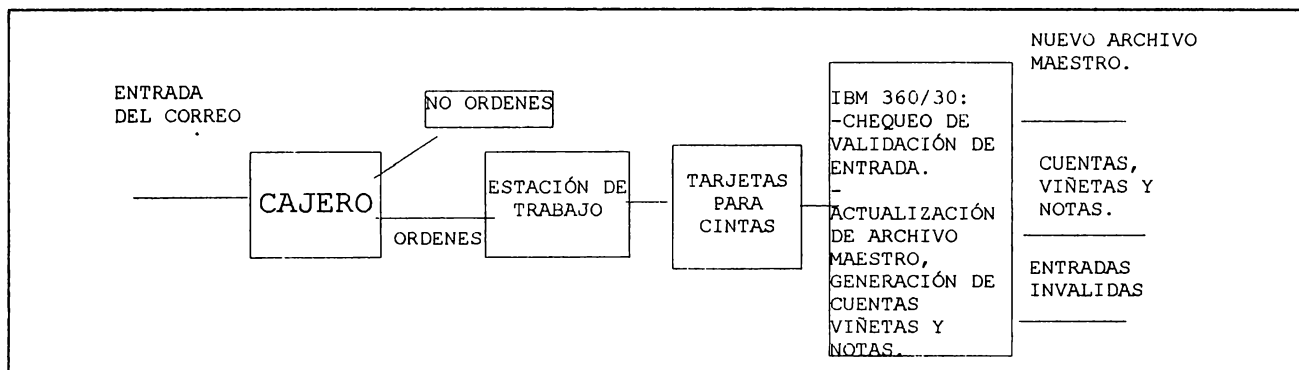 ENTRADA
DEL CORREO
CAJERO
NO ORDENES
ORDENES
ESTACIÓN DE
TRABAJO
TARJETAS
PARA
CINTAS
IBM 360/30:
-CHEQUEO DE
VALIDACIÓN DE
ENTRADA.
-
ACTUALIZACIÓN
DE ARCHIVO
MAESTRO,
GENERACIÓN DE
CUENTAS
VIÑETAS Y
NOTAS.
NUEVO ARCHIVO
MAESTRO.
CUENTAS,
VIÑETAS Y
NOTAS.
ENTRADAS
INVALIDAS